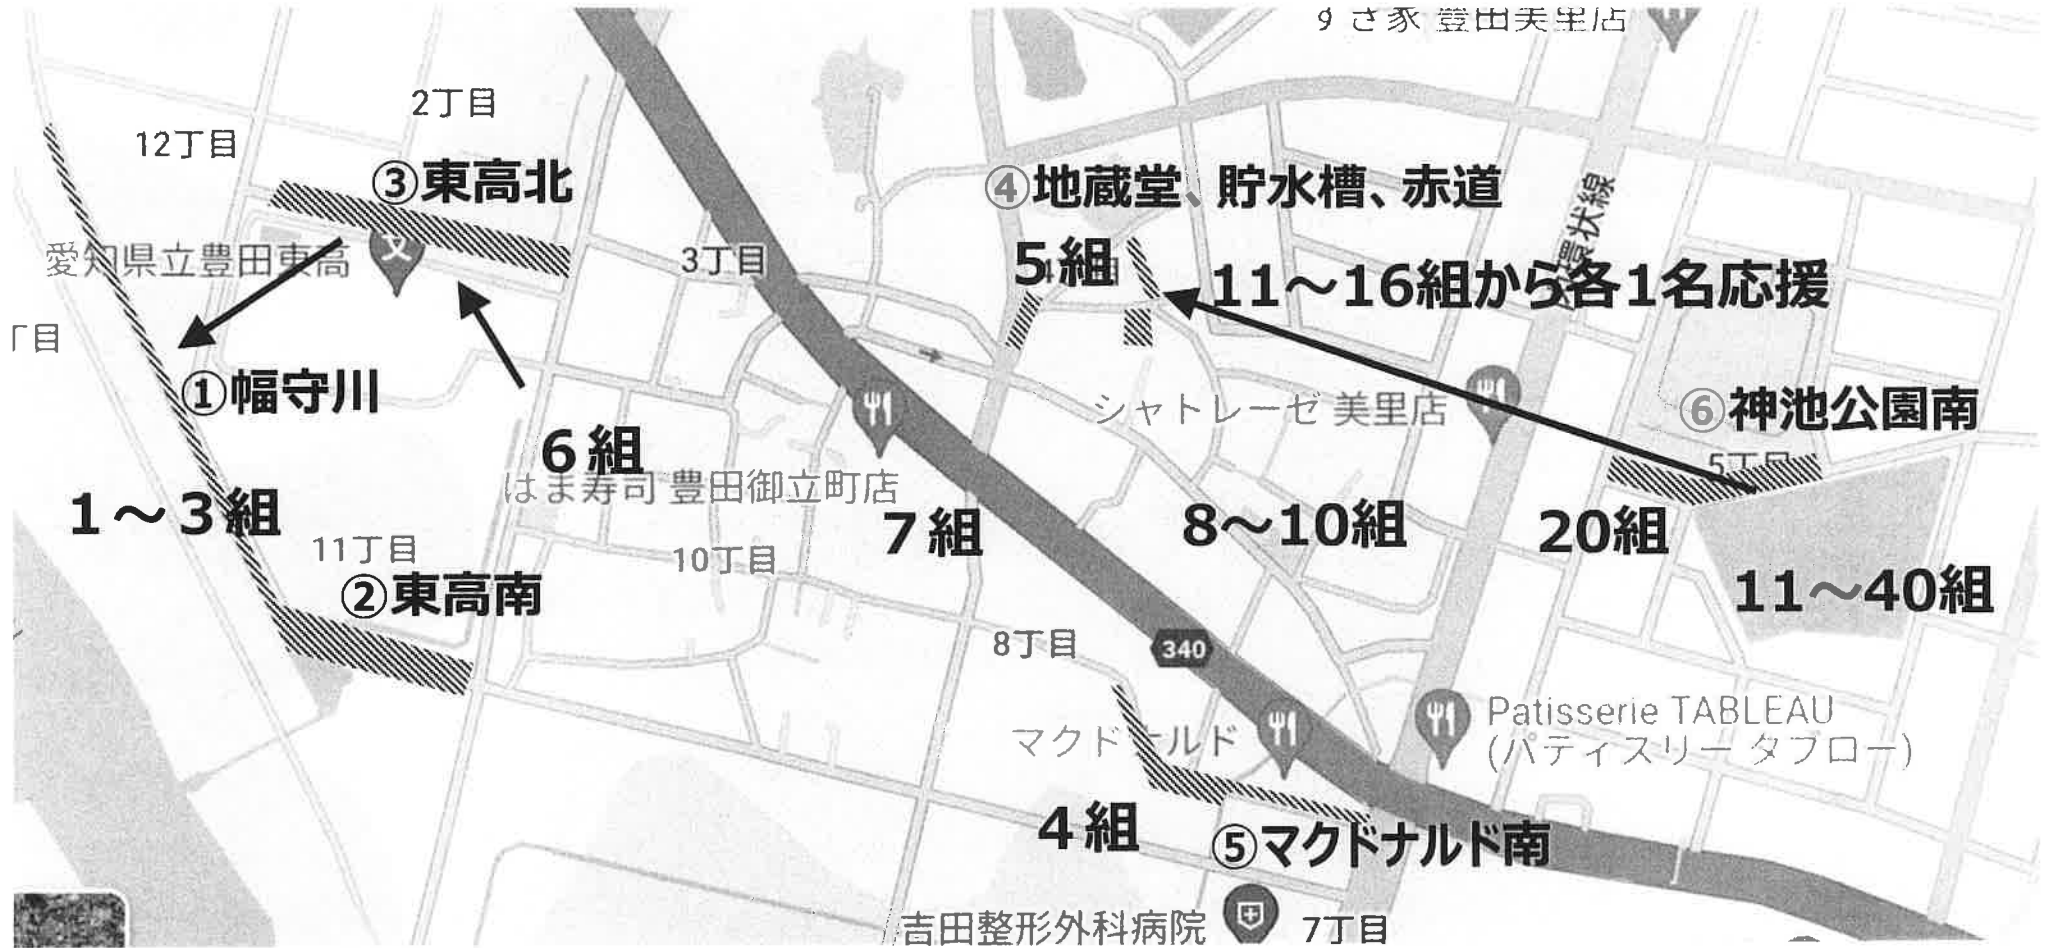 すき家 豊田美里店
2丁目
12丁目
③東高北
④地蔵堂、貯水槽、赤道
環状線
愛知県立豊田東高
3丁目
5組
11～16組から各1名応援
丁目
①幅守川
シャトレーゼ 美里店
⑥神池公園南
6組
5丁目
はま寿司 豊田御立町店
1～3組
7組
8～10組
20組
11丁目
10丁目
②東高南
11～40組
8丁目
340
マクドナルド
Patisserie TABLEAU
(パティスリー タブロー)
4組
⑤マクドナルド南
吉田整形外科病院
7丁目